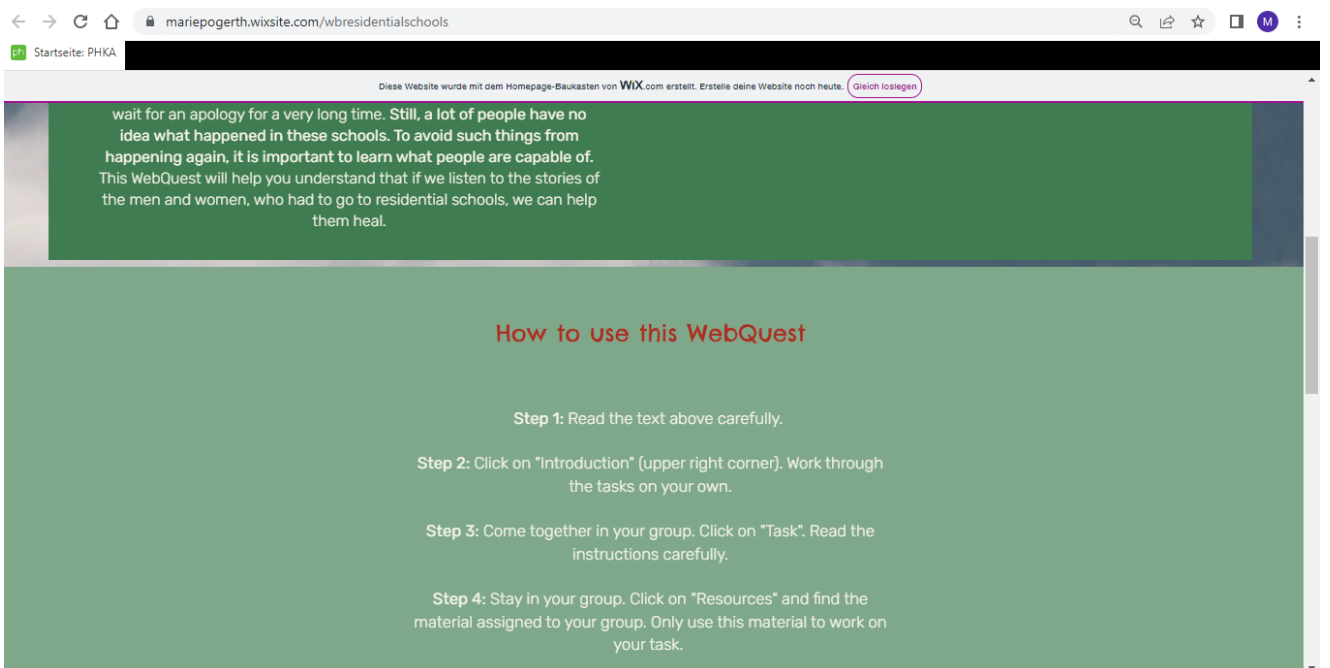 mariepogerth.wixsite.com/wbresidentialschools
M
ph Startseite: PHKA
Diese Website wurde mit dem Homepage-Baukasten von WiX.com erstellt. Erstelle deine Website noch heute. Gleich loslegen
wait for an apology for a very long time. Still, a lot of people have no
idea what happened in these schools. To avoid such things from
happening again, it is important to learn what people are capable of.
This WebQuest will help you understand that if we listen to the stories of
the men and women, who had to go to residential schools, we can help
them heal.
How to use this WebQuest
Step 1: Read the text above carefully.
Step 2: Click on "Introduction" (upper right corner). Work through
the tasks on your own.
Step 3: Come together in your group. Click on "Task". Read the
instructions carefully.
Step 4: Stay in your group. Click on "Resources" and find the
material assigned to your group. Only use this material to work on
your task.